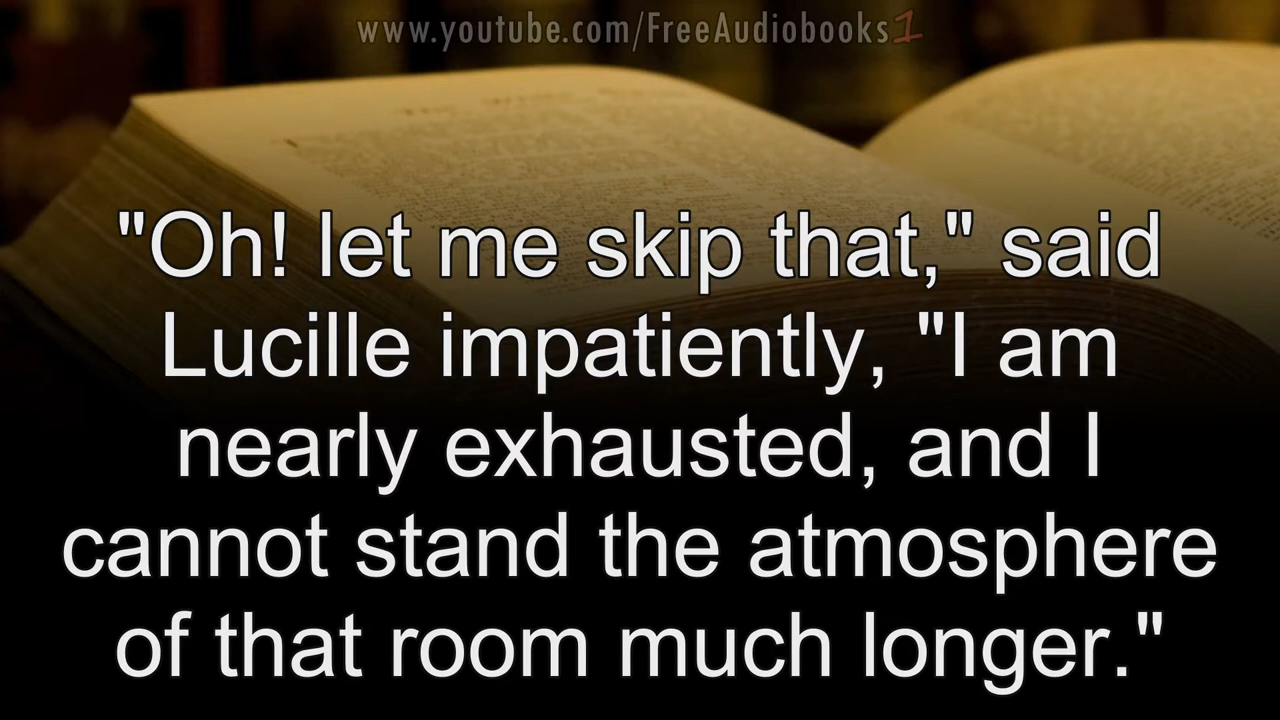 www.youtube.com/FreeAudiobooks1
"Oh! let me skip that," said
Lucille impatiently, "I am
nearly exhausted, and I
cannot stand the atmosphere
of that room much longer."